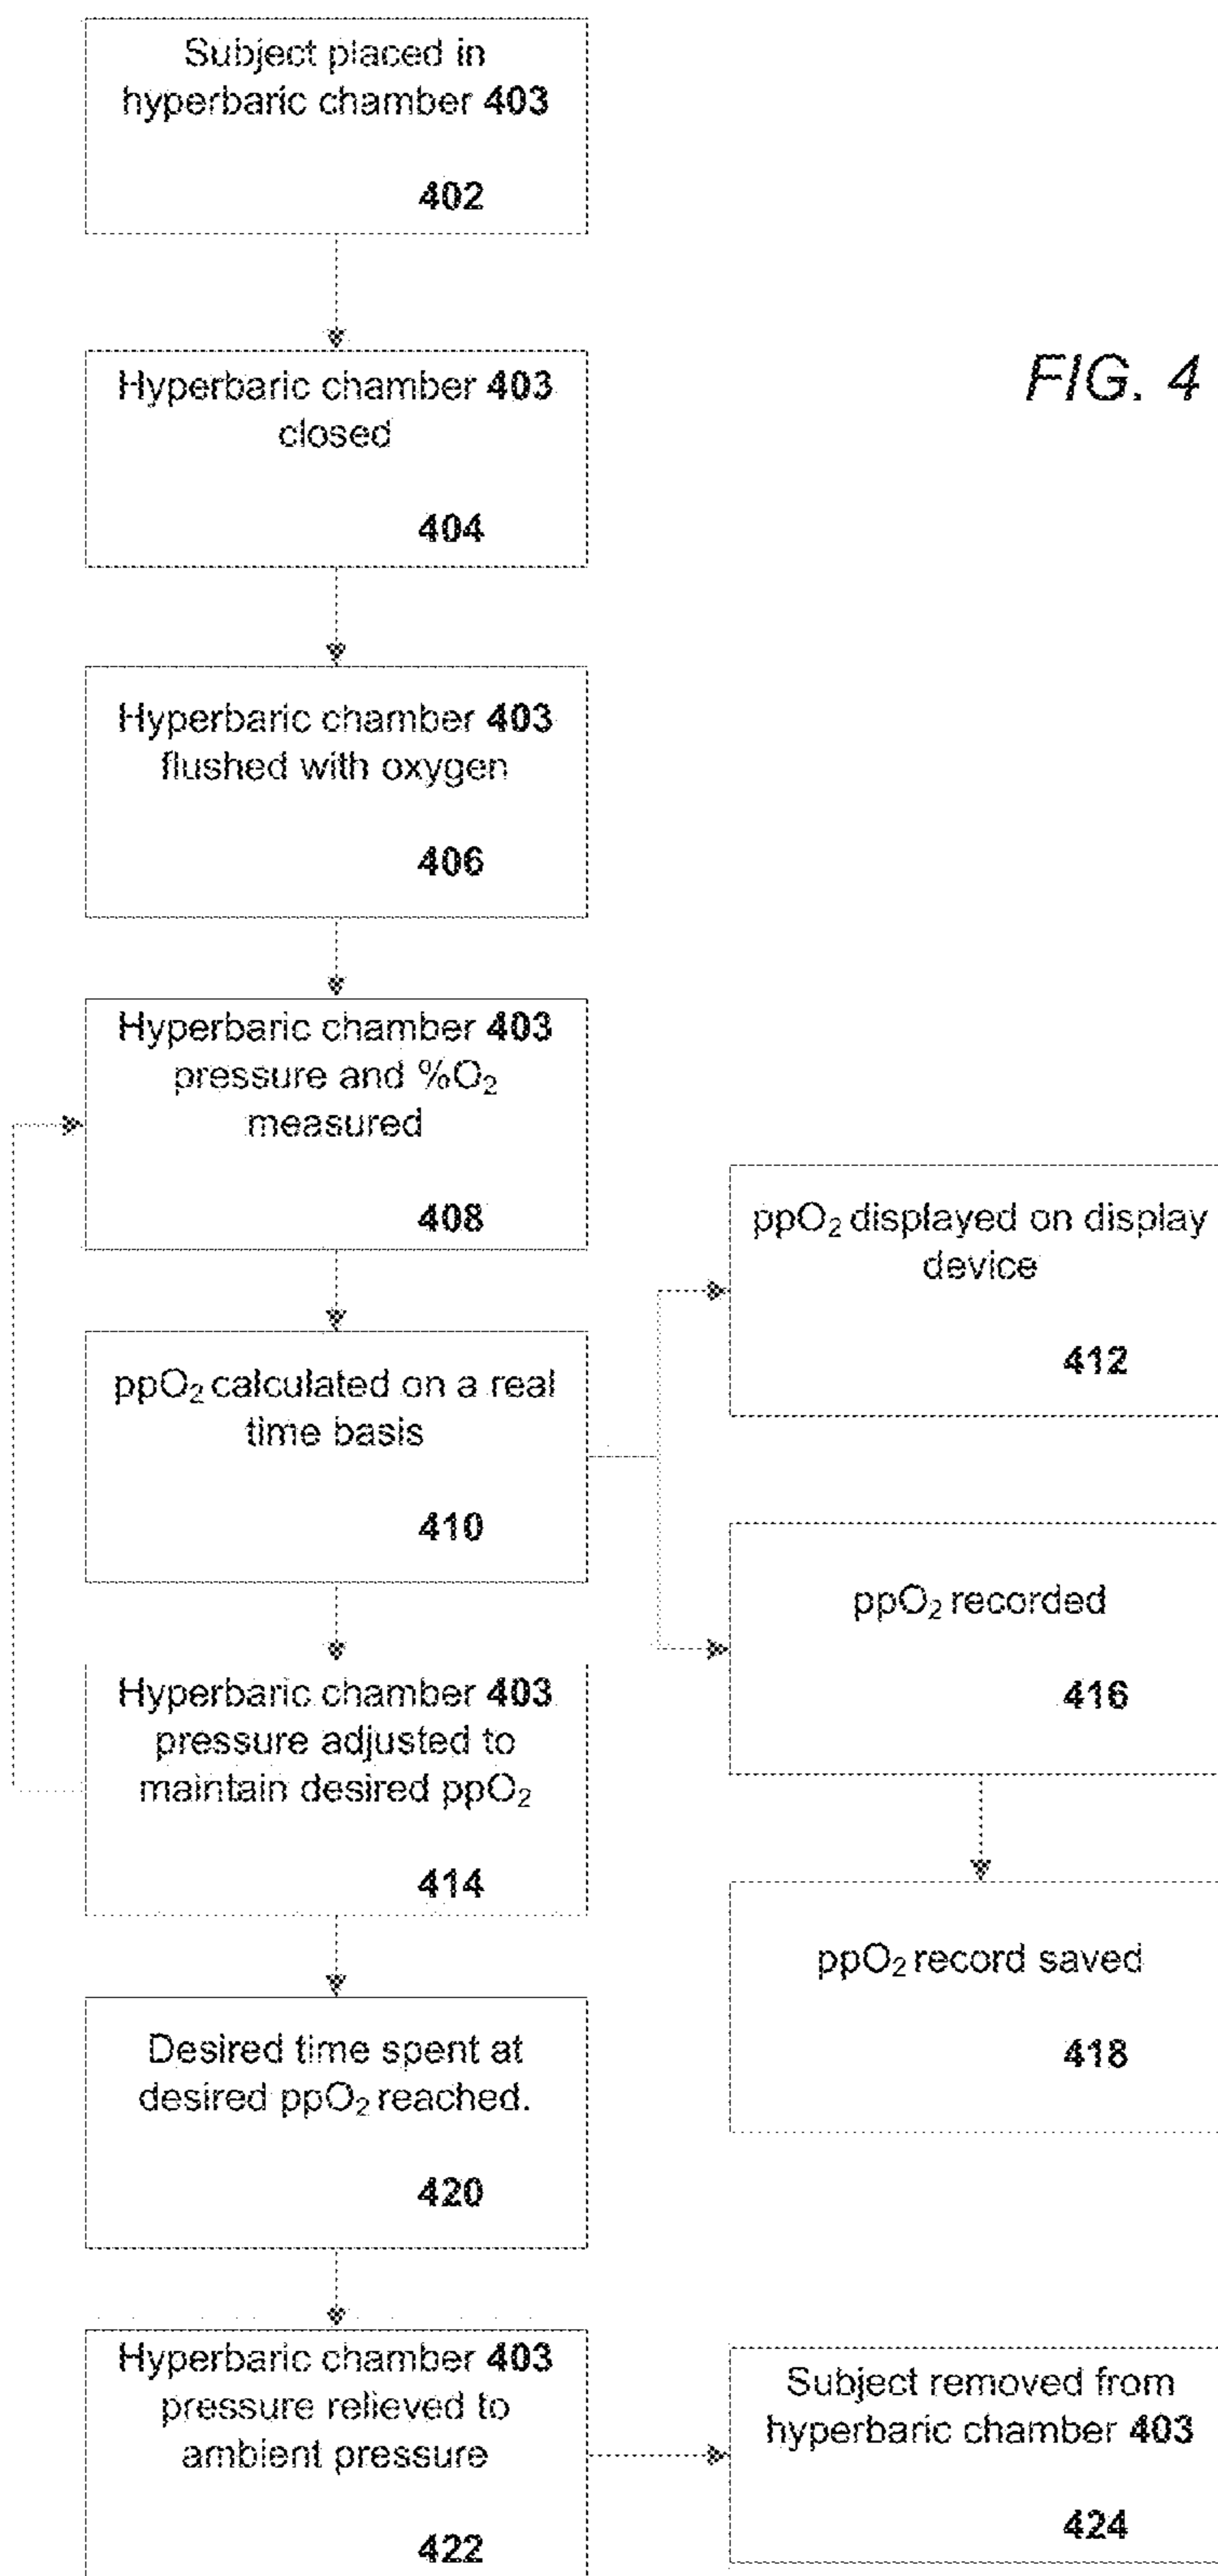 Subject placed in
hyperbaric chamber 403
402
FIG. 4
Hyperbaric chamber 403
closed
404
Hyperbaric chamber 403
flushed with oxygen
406
Hyperbaric chamber 403
pressure and %O₂
measured
408
ppO₂ calculated on a real
time basis
410
ppO₂ displayed on display
device
412
ppO₂ recorded
416
ppO₂ record saved
418
Hyperbaric chamber 403
pressure adjusted to
maintain desired ppO₂
414
Desired time spent at
desired ppO₂ reached.
420
Hyperbaric chamber 403
pressure relieved to
ambient pressure
422
Subject removed from
hyperbaric chamber 403
424